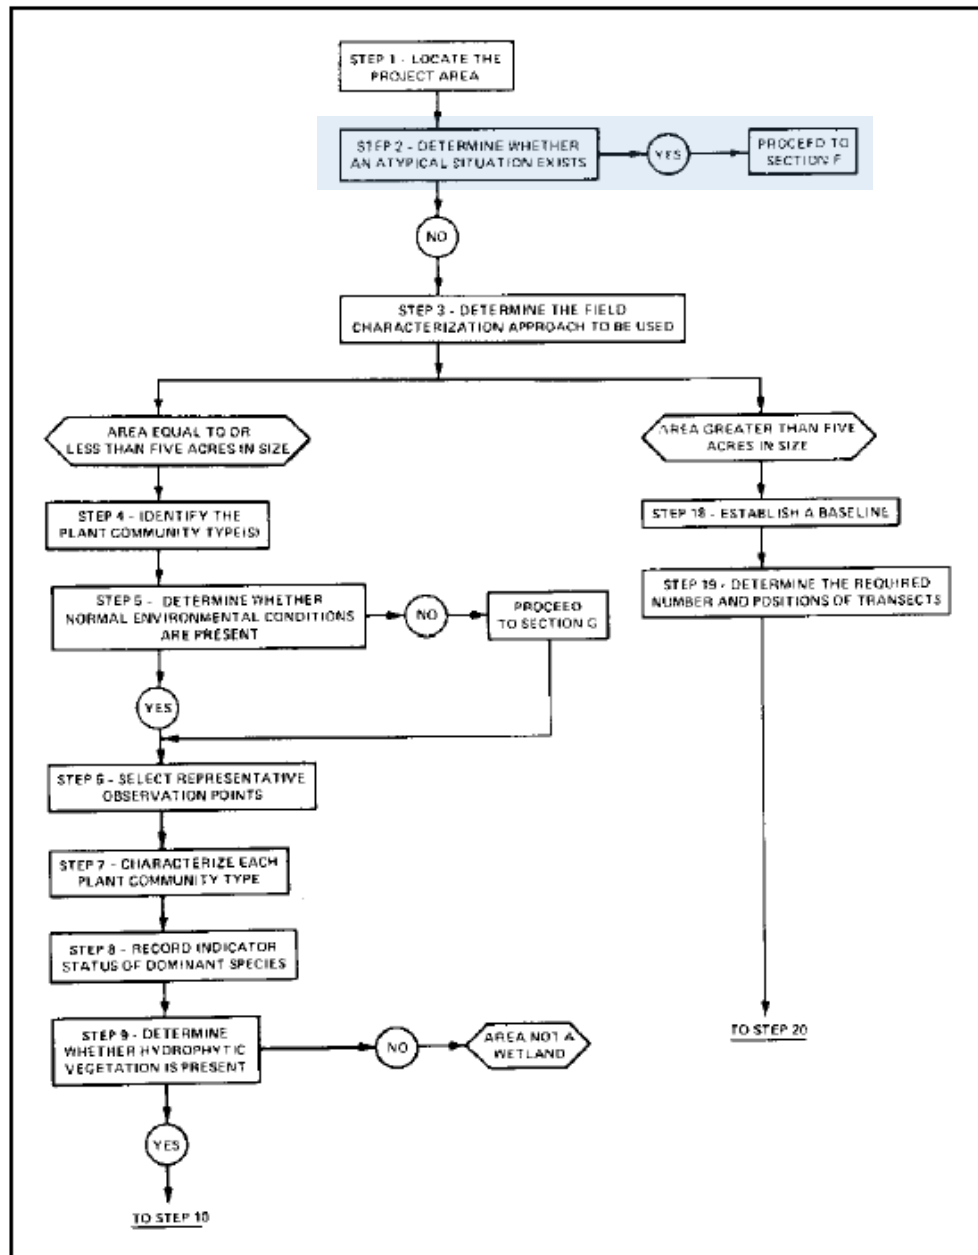 STEP 1 - LOCATE THE
PROJECT AREA
STEP 2 - DETERMINE WHETHER
AN ATYPICAL SITUATION EXISTS
YES
PROCEED TO
SECTION F
NO
STEP 3 - DETERMINE THE FIELD
CHARACTERIZATION APPROACH TO BE USED
AREA EQUAL TO OR
LESS THAN FIVE ACRES IN SIZE
AREA GREATER THAN FIVE
ACRES IN SIZE
STEP 4 - IDENTIFY THE
PLANT COMMUNITY TYPE(S)
STEP 18 - ESTABLISH A BASELINE
STEP 5 - DETERMINE WHETHER
NORMAL ENVIRONMENTAL CONDITIONS
ARE PRESENT
NO
PROCEED
TO SECTION G
STEP 19 - DETERMINE THE REQUIRED
NUMBER AND POSITIONS OF TRANSECTS
YES
STEP 6 - SELECT REPRESENTATIVE
OBSERVATION POINTS
STEP 7 - CHARACTERIZE EACH
PLANT COMMUNITY TYPE
STEP 8 - RECORD INDICATOR
STATUS OF DOMINANT SPECIES
STEP 9 - DETERMINE
WHETHER HYDROPHYTIC
VEGETATION IS PRESENT
NO
AREA NOT A
WETLAND
TO STEP 20
YES
TO STEP 10